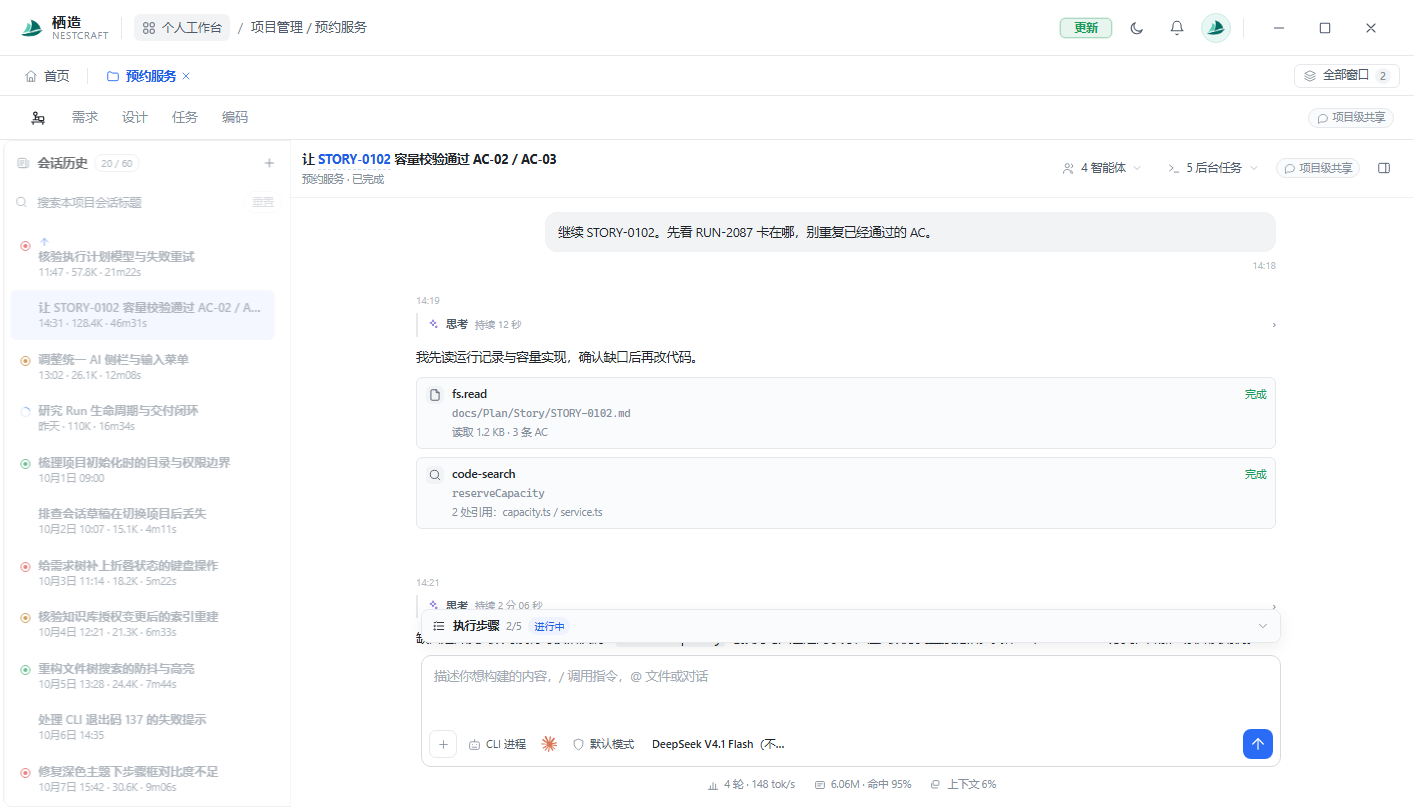 栖造
NESTCRAFT
个人工作台 / 项目管理 / 预约服务
更新
首页
预约服务
全部窗口 2
需求 设计 任务 编码
项目级共享
会话历史 20 / 60
搜索本项目会话标题
核验执行计划模型与失败重试
11:47 · 57.8K · 21m22s
让 STORY-0102 容量校验通过 AC-02 / A...
14:31 · 128.4K · 46m31s
调整统一 AI 侧栏与输入菜单
13:02 · 26.1K · 12m08s
研究 Run 生命周期与交付闭环
昨天 · 110K · 16m34s
梳理项目初始化时的目录与权限边界
10月1日 09:00
排查会话草稿在切换项目后丢失
10月2日 10:07 · 15.1K · 4m11s
给需求树补上折叠状态的键盘操作
10月3日 11:14 · 18.2K · 5m22s
核验知识库授权变更后的索引重建
10月4日 12:21 · 21.3K · 6m33s
重构文件树搜索的防抖与高亮
10月5日 13:28 · 24.4K · 7m44s
处理 CLI 退出码 137 的失败提示
10月6日 14:35
修复深色主题下步骤框对比度不足
10月7日 15:42 · 30.6K · 9m06s
让 STORY-0102 容量校验通过 AC-02 / AC-03
预约服务 · 已完成
4 智能体
5 后台任务
项目级共享
继续 STORY-0102。先看 RUN-2087 卡在哪，别重复已经通过的 AC。
14:18
14:19
思考 持续 12 秒
我先读运行记录与容量实现，确认缺口后再改代码。
fs.read 完成
docs/Plan/Story/STORY-0102.md
读取 1.2 KB · 3 条 AC
code-search 完成
reserveCapacity
2 处引用：capacity.ts / service.ts
14:21
思考 持续 2 分 06 秒
执行步骤 2/5 进行中
描述你想构建的内容，/ 调用指令，@ 文件或对话
CLI 进程
默认模式
DeepSeek V4.1 Flash（不...
4 轮 · 148 tok/s
6.06M · 命中 95%
上下文 6%